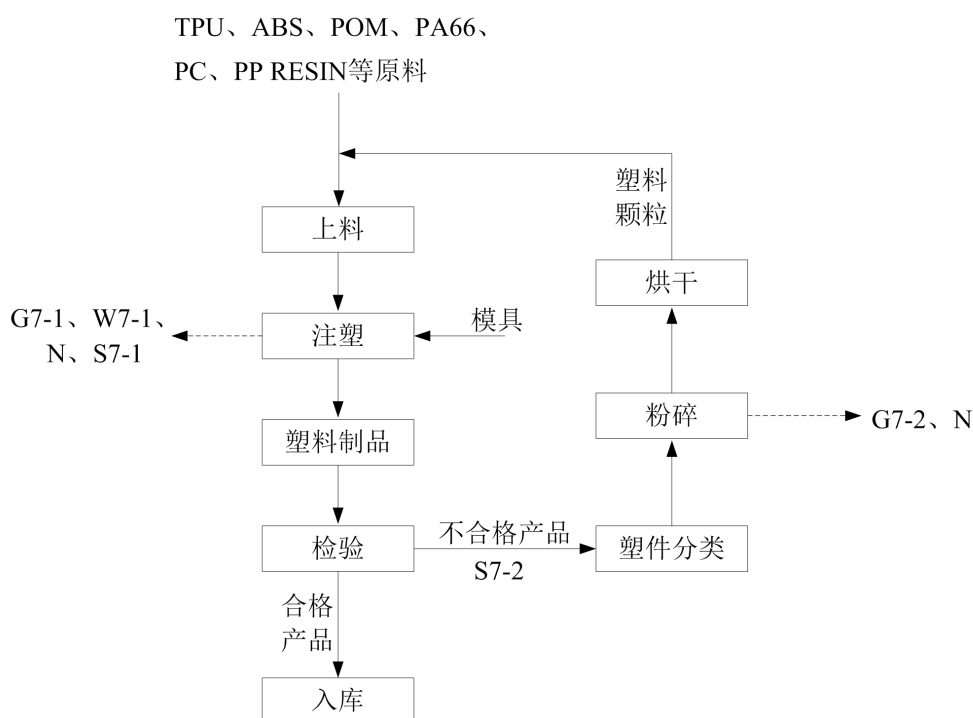 TPU、ABS、POM、PA66、
PC、PP RESIN等原料
塑料
颗粒
上料
烘干
G7-1、W7-1、
N、S7-1
注塑
模具
粉碎
G7-2、N
塑料制品
检验
不合格产品
S7-2
塑件分类
合格
产品
入库